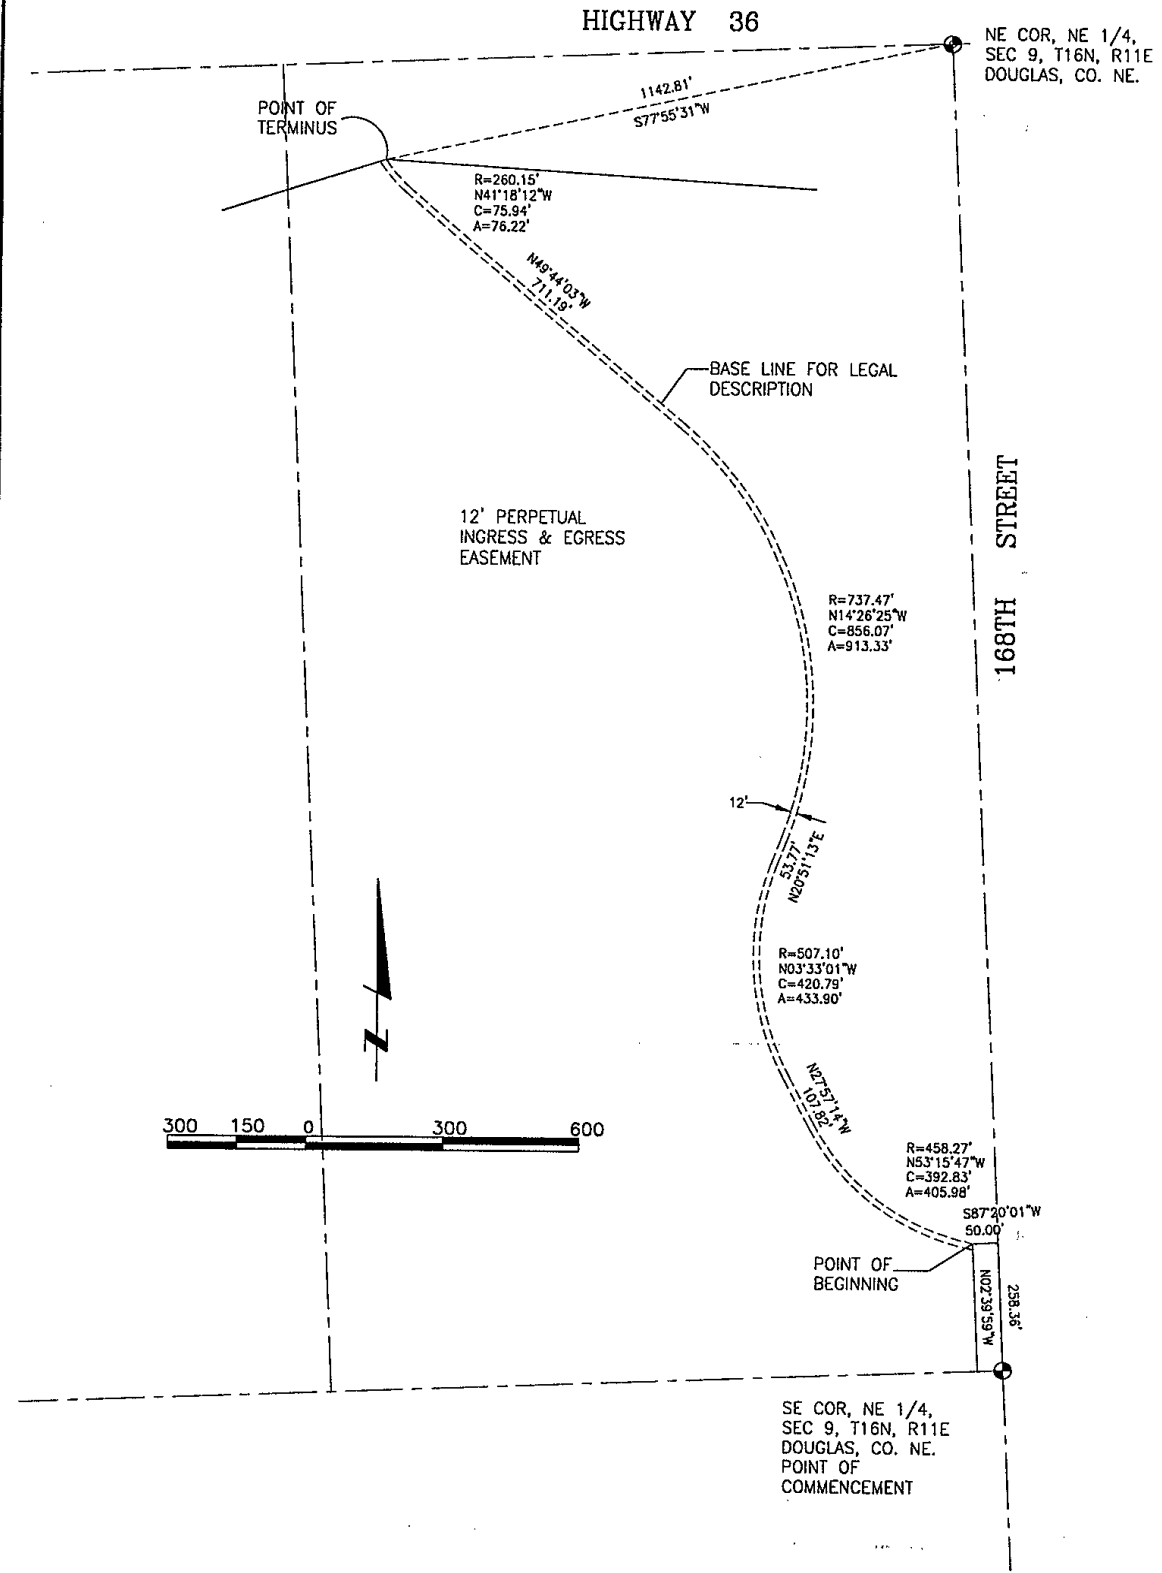 HIGHWAY 36
NE COR, NE 1/4,
SEC 9, T16N, R11E
DOUGLAS, CO. NE.
1142.81'
S77°55'31"W
POINT OF
TERMINUS
R=260.15'
N41°18'12"W
C=75.94'
A=76.22'
N49°44'03"W
711.19'
BASE LINE FOR LEGAL
DESCRIPTION
168TH STREET
12' PERPETUAL
INGRESS & EGRESS
EASEMENT
R=737.47'
N14°26'25"W
C=856.07'
A=913.33'
12'
53.77'
N20°51'13"E
R=507.10'
N03°33'01"W
C=420.79'
A=433.90'
N
N27°57'14"W
107.82'
300 150 0 300 600
R=458.27'
N53°15'47"W
C=392.83'
A=405.98'
S87°20'01"W
50.00'
POINT OF
BEGINNING
N02°39'59"W
258.36'
SE COR, NE 1/4,
SEC 9, T16N, R11E
DOUGLAS, CO. NE.
POINT OF
COMMENCEMENT